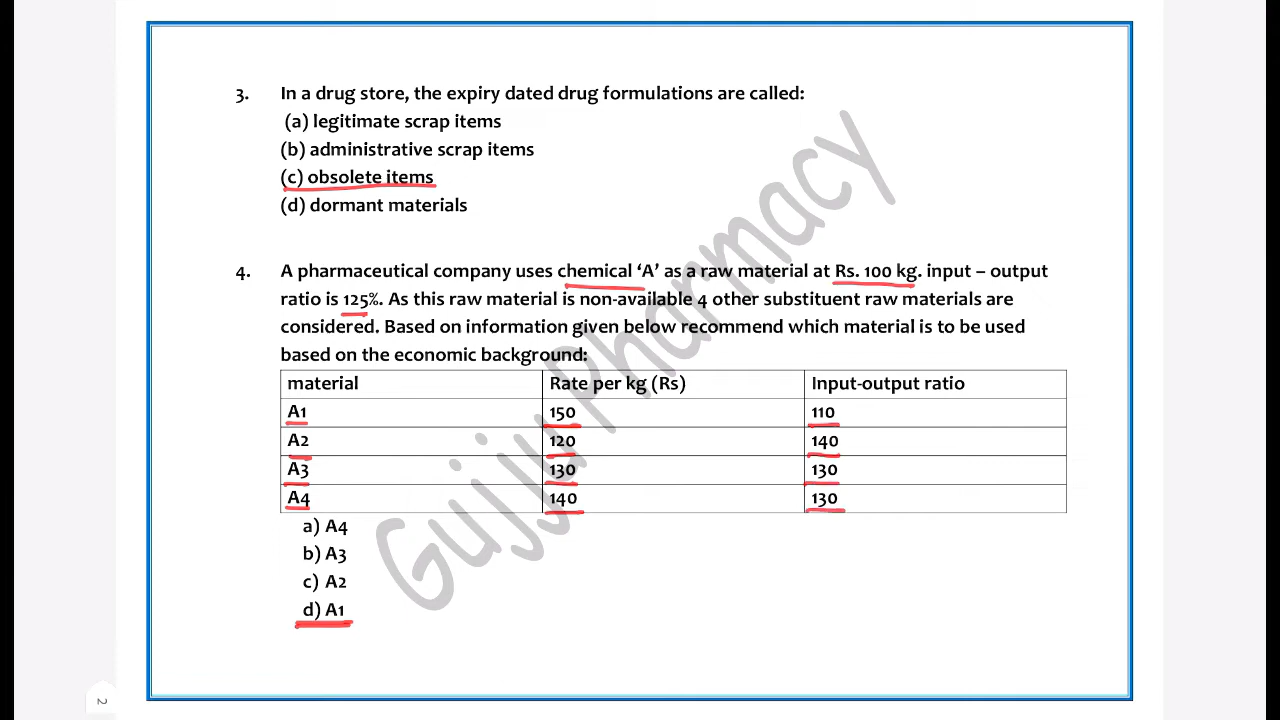 3. In a drug store, the expiry dated drug formulations are called:
(a) legitimate scrap items
(b) administrative scrap items
(c) obsolete items
(d) dormant materials
4. A pharmaceutical company uses chemical ‘A’ as a raw material at Rs. 100 kg. input – output
ratio is 125%. As this raw material is non-available 4 other substituent raw materials are
considered. Based on information given below recommend which material is to be used
based on the economic background:
material Rate per kg (Rs) Input-output ratio
A1 150 110
A2 120 140
A3 130 130
A4 140 130
a) A4
b) A3
c) A2
d) A1
Gujju Pharmacy
2